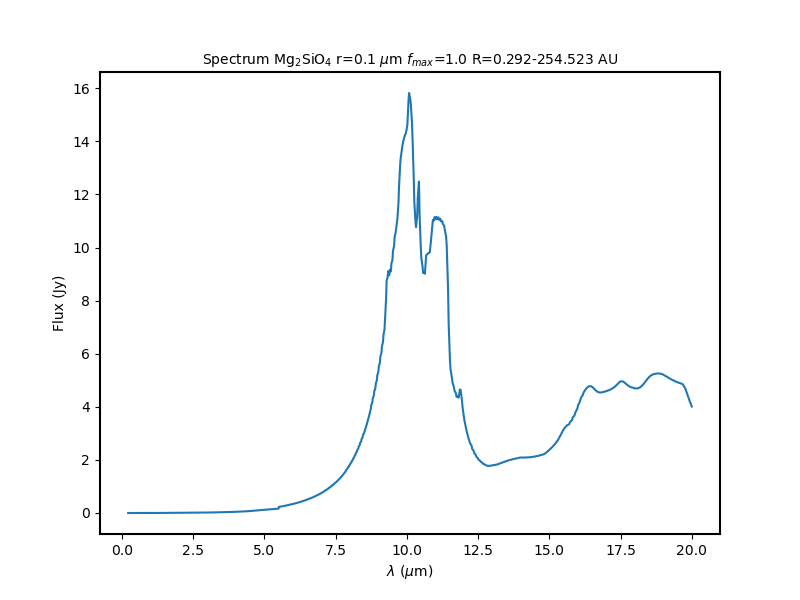 Spectrum Mg₂SiO₄ r=0.1 μm f_max=1.0 R=0.292-254.523 AU
16
14
12
10
8
6
4
2
0
Flux (Jy)
0.0 2.5 5.0 7.5 10.0 12.5 15.0 17.5 20.0
λ (μm)